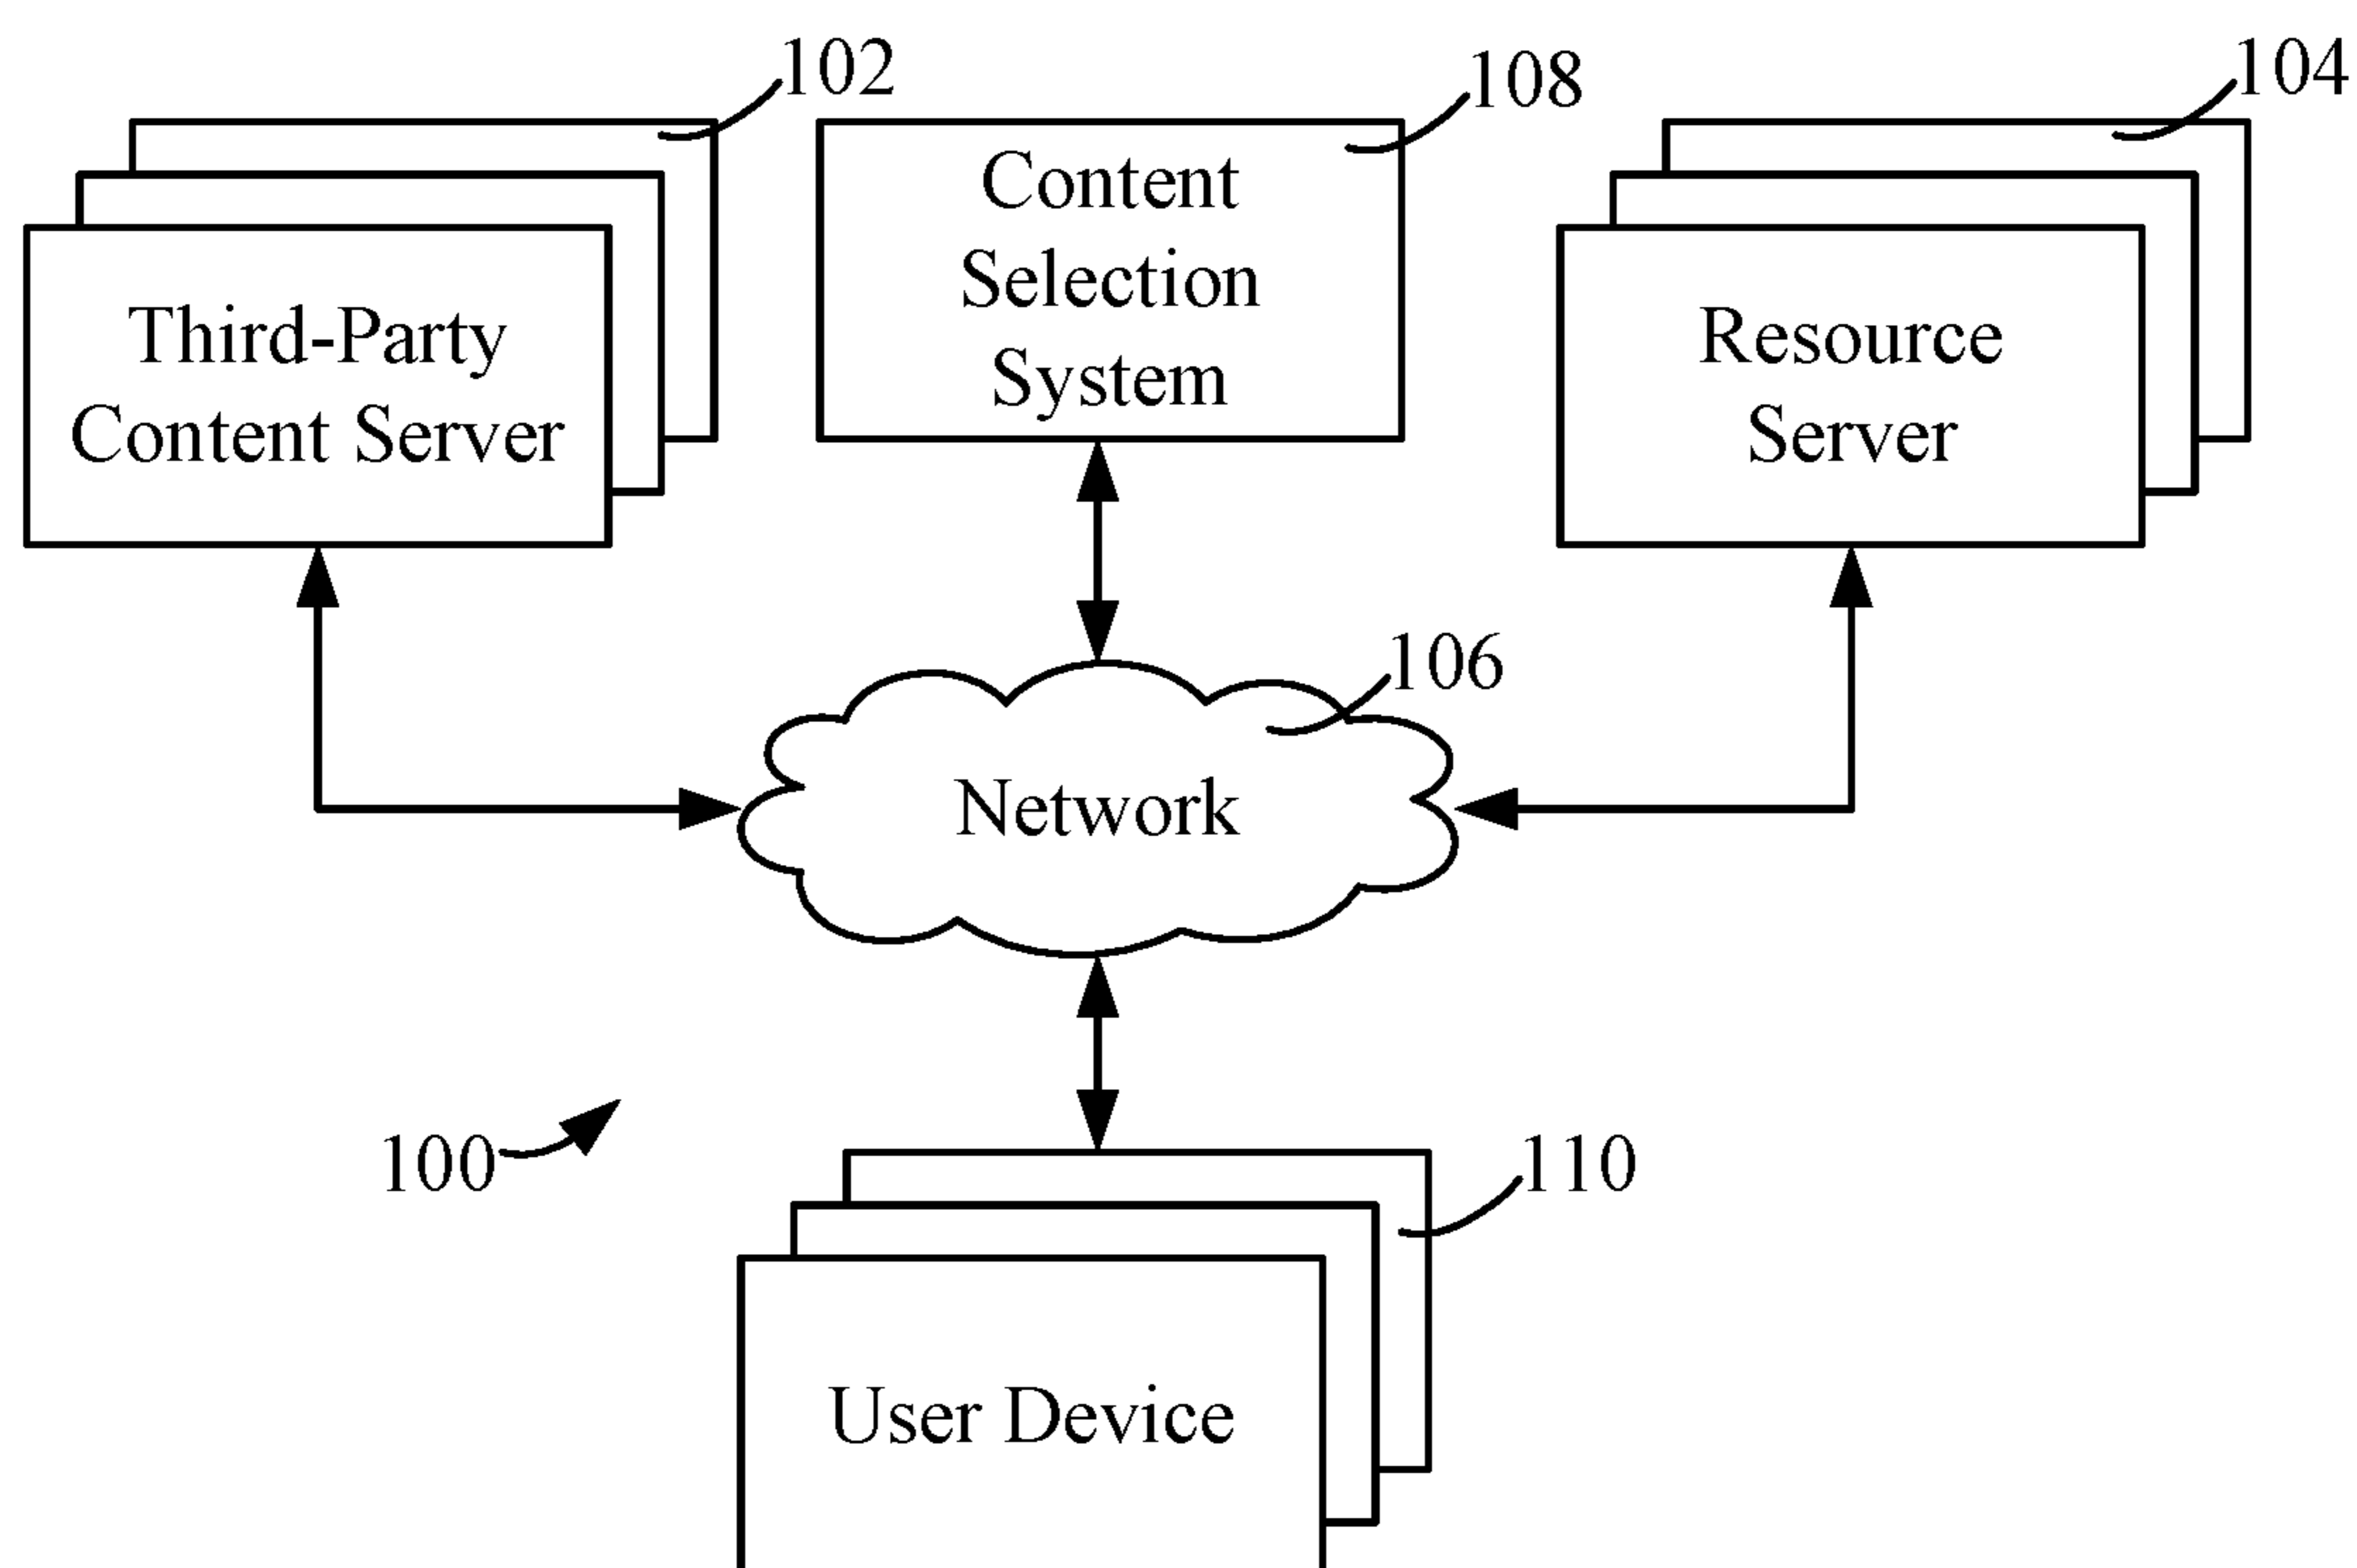 102
108
104
Content
Selection
System
Third-Party
Content Server
Resource
Server
106
Network
100
110
User Device